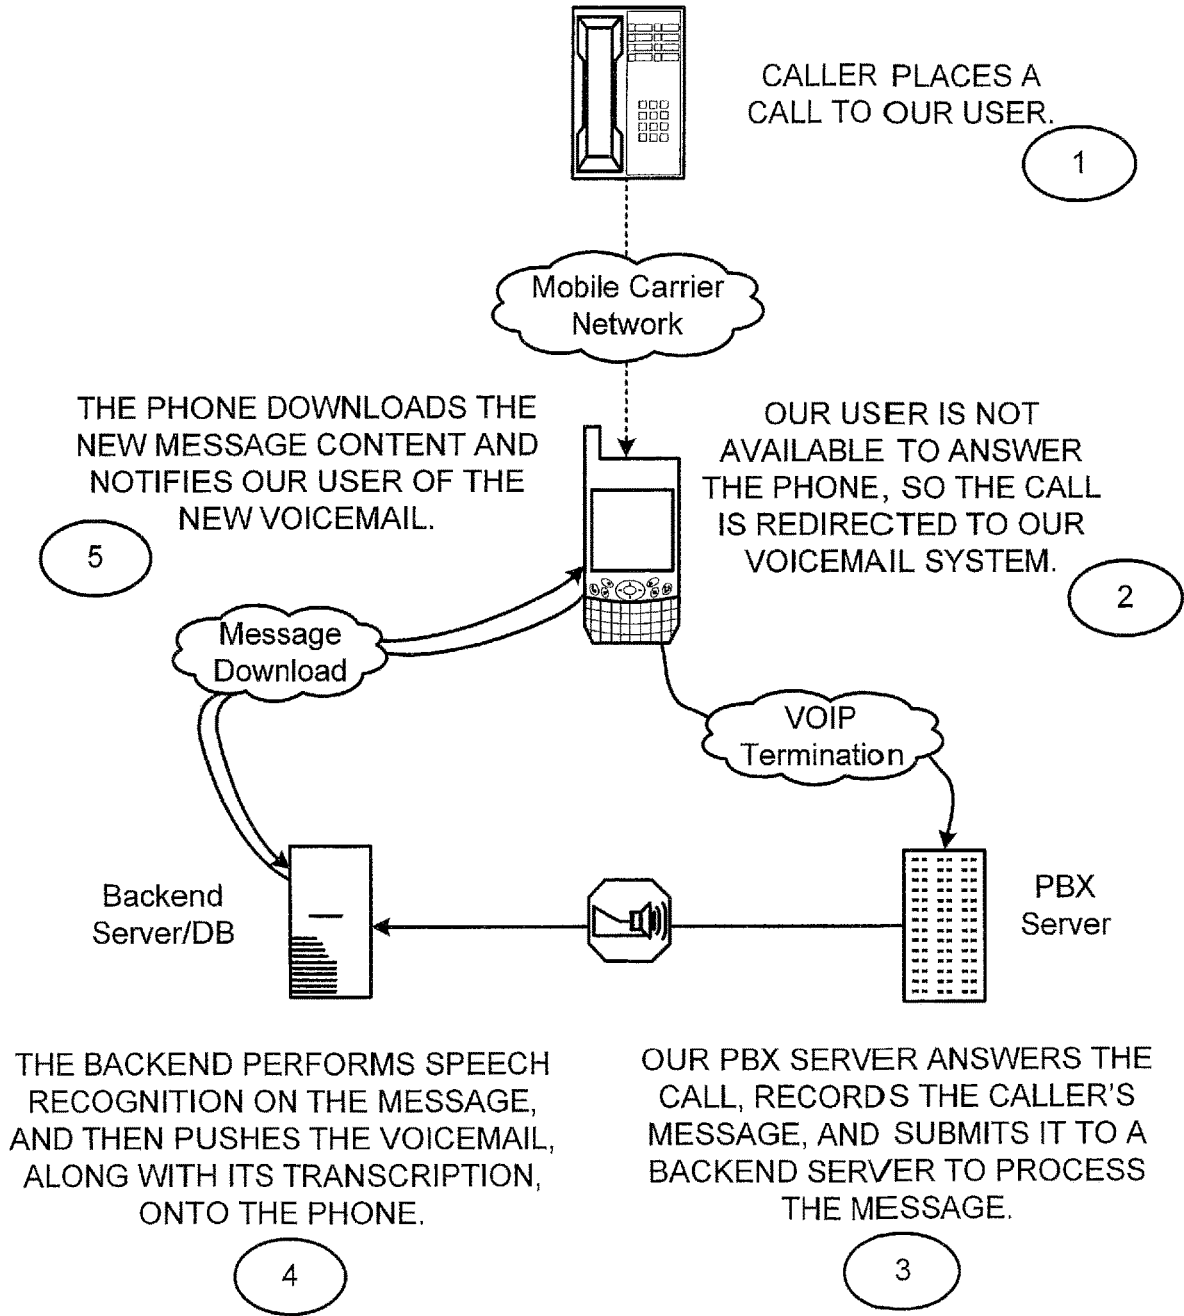 CALLER PLACES A
CALL TO OUR USER.
1
Mobile Carrier
Network
THE PHONE DOWNLOADS THE
NEW MESSAGE CONTENT AND
NOTIFIES OUR USER OF THE
NEW VOICEMAIL.
5
OUR USER IS NOT
AVAILABLE TO ANSWER
THE PHONE, SO THE CALL
IS REDIRECTED TO OUR
VOICEMAIL SYSTEM.
2
Message
Download
VOIP
Termination
Backend
Server/DB
PBX
Server
THE BACKEND PERFORMS SPEECH
RECOGNITION ON THE MESSAGE,
AND THEN PUSHES THE VOICEMAIL,
ALONG WITH ITS TRANSCRIPTION,
ONTO THE PHONE.
4
OUR PBX SERVER ANSWERS THE
CALL, RECORDS THE CALLER'S
MESSAGE, AND SUBMITS IT TO A
BACKEND SERVER TO PROCESS
THE MESSAGE.
3